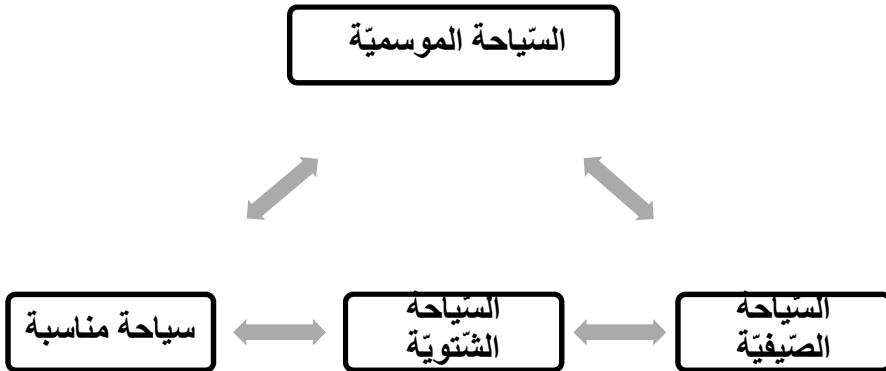 السّياحة الموسميّة
السّياحة
الصّيفيّة
السّياحة
الشّتويّة
سياحة مناسبة